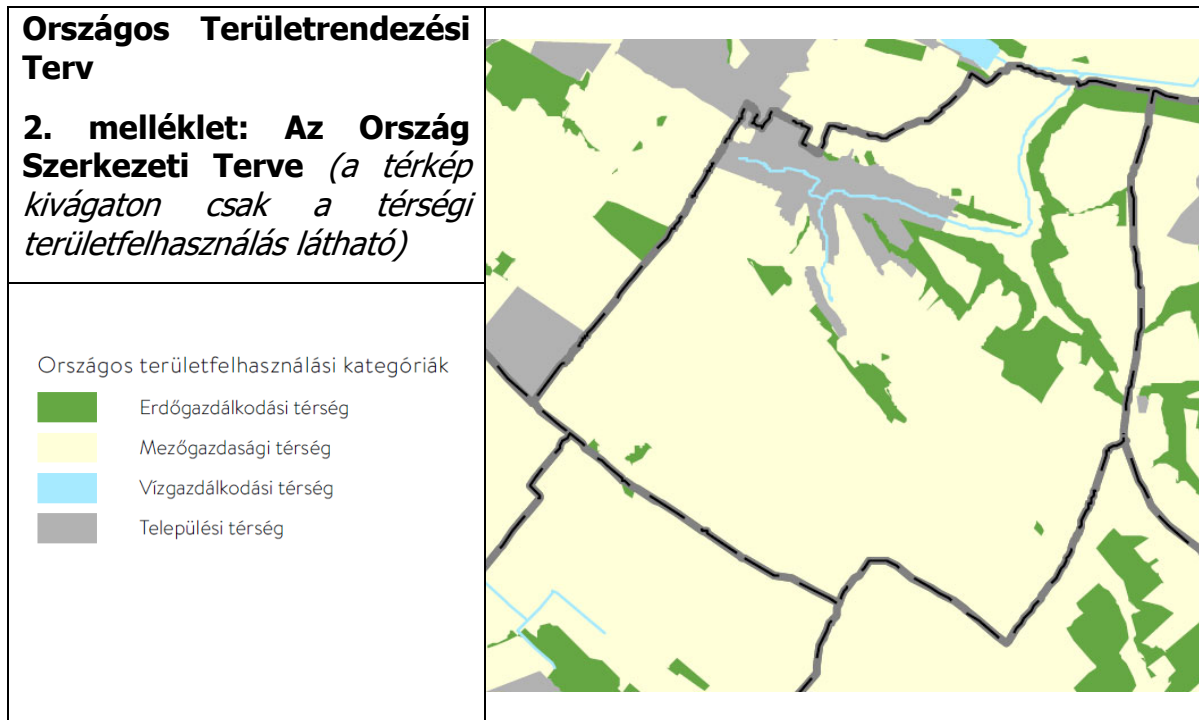 Országos Területrendezési
Terv
2. melléklet: Az Ország
Szerkezeti Terve (a térkép
kivágaton csak a térségi
területfelhasználás látható)
Országos területfelhasználási kategóriák
Erdőgazdálkodási térség
Mezőgazdasági térség
Vízgazdálkodási térség
Települési térség